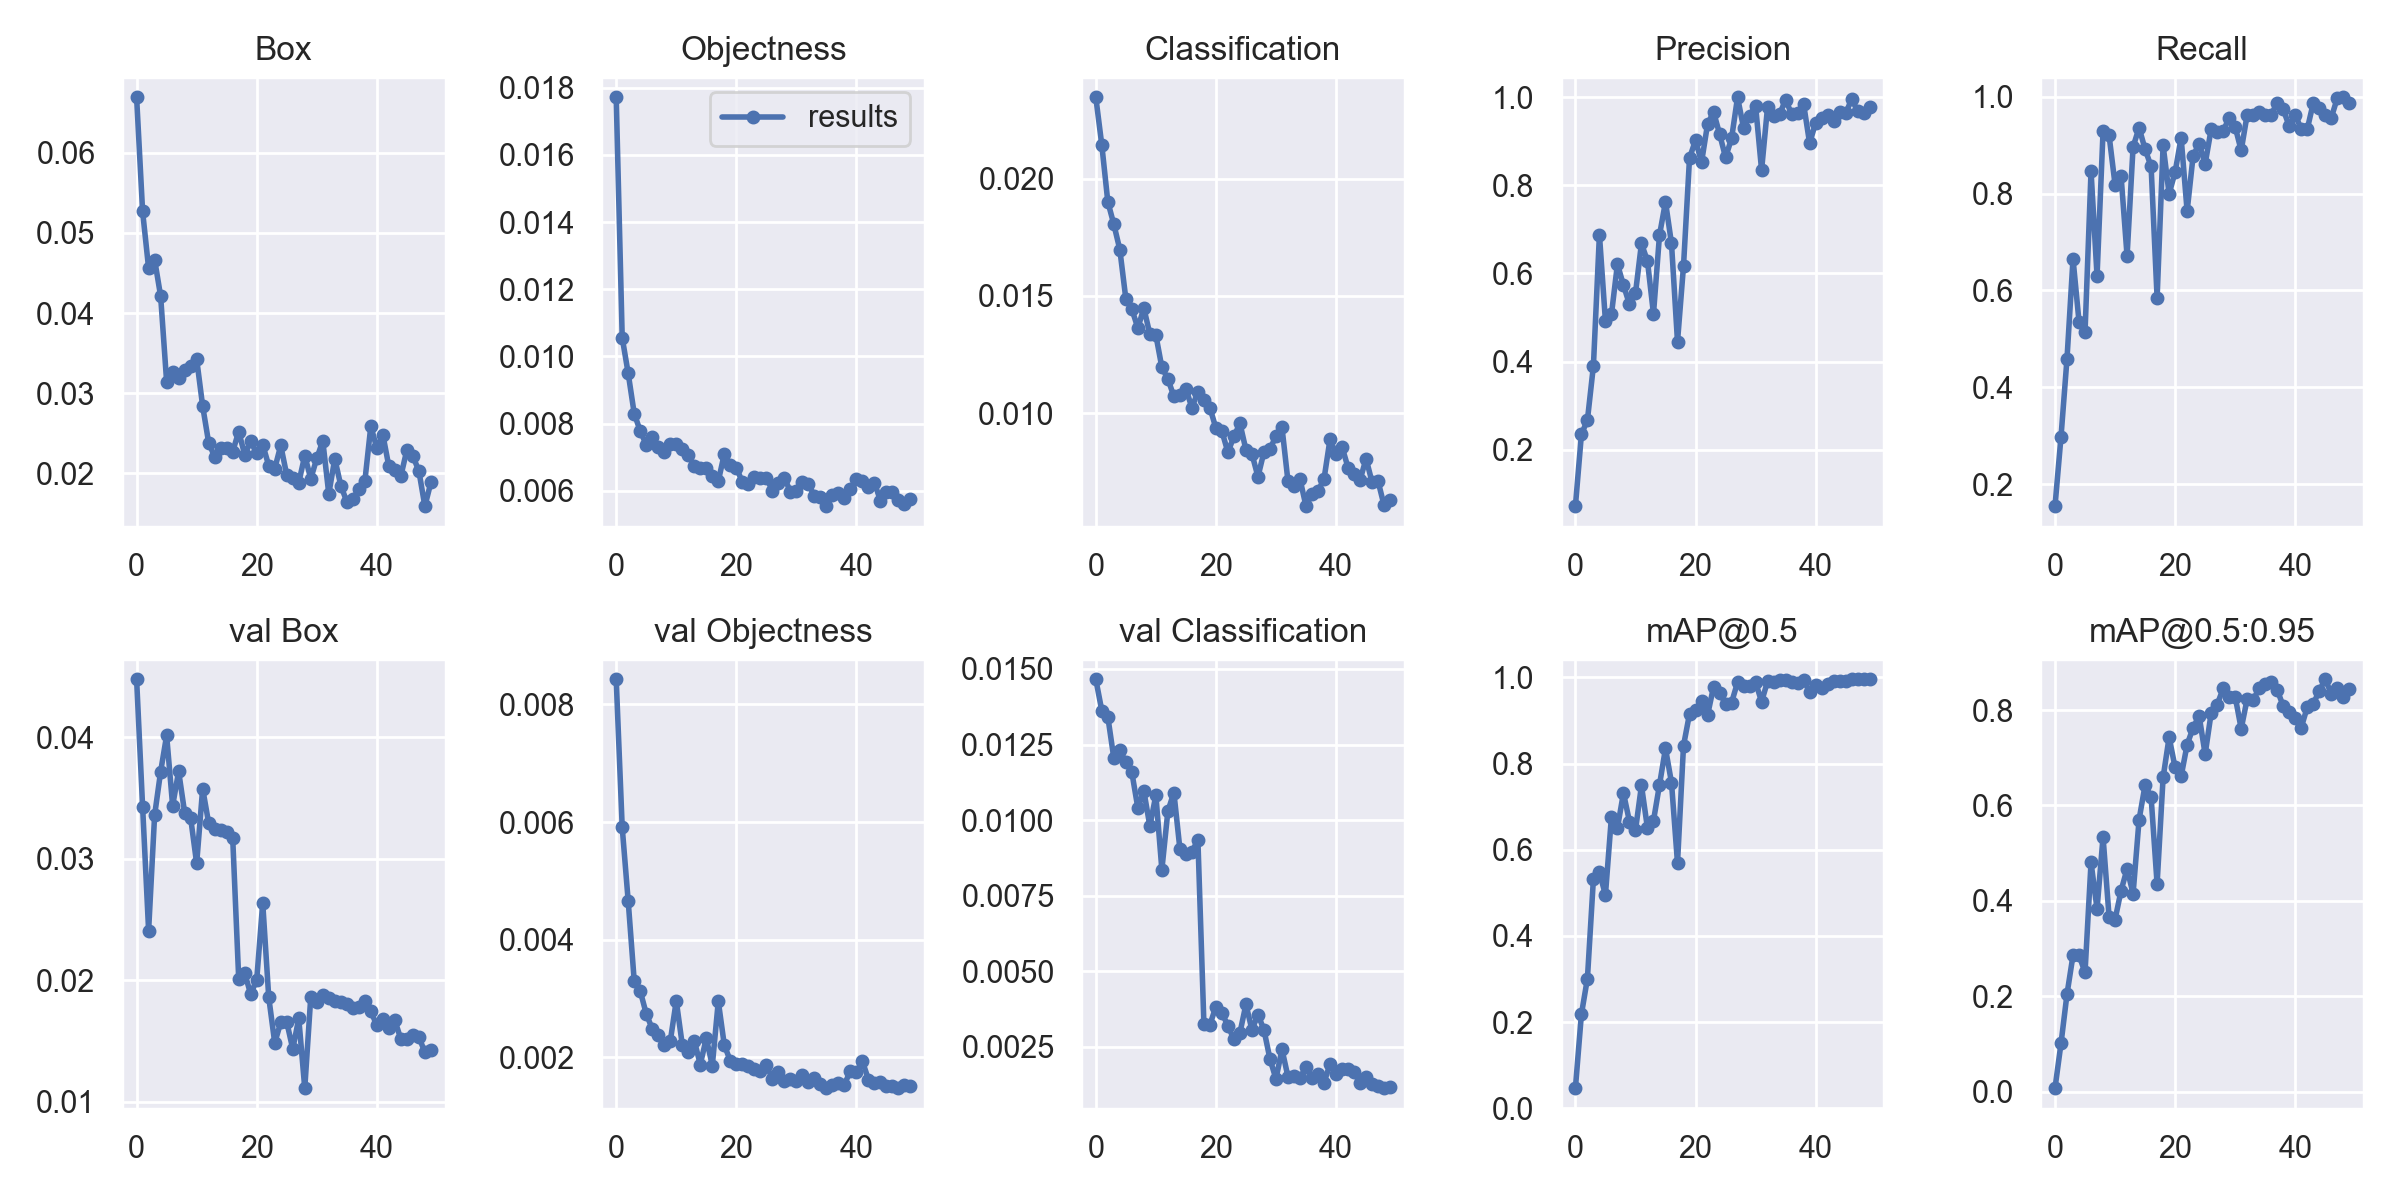 Box
Objectness
Classification
Precision
Recall
0.06
0.05
0.04
0.03
0.02
0 20 40
results
0.018
0.016
0.014
0.012
0.010
0.008
0.006
0 20 40
0.020
0.015
0.010
0 20 40
1.0
0.8
0.6
0.4
0.2
0 20 40
1.0
0.8
0.6
0.4
0.2
0 20 40
val Box
val Objectness
val Classification
mAP@0.5
mAP@0.5:0.95
0.04
0.03
0.02
0.01
0 20 40
0.008
0.006
0.004
0.002
0 20 40
0.0150
0.0125
0.0100
0.0075
0.0050
0.0025
0 20 40
1.0
0.8
0.6
0.4
0.2
0.0
0 20 40
0.8
0.6
0.4
0.2
0.0
0 20 40